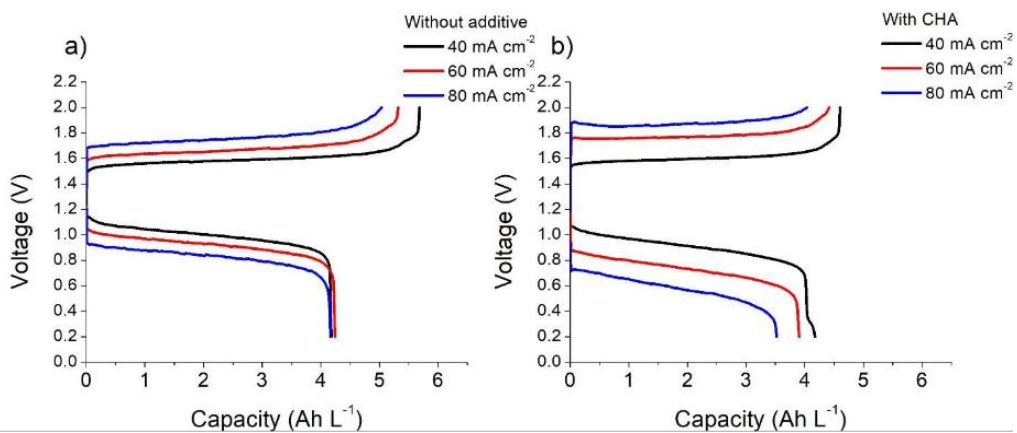 a)
Without additive
40 mA cm⁻²
60 mA cm⁻²
80 mA cm⁻²
2.2
2.0
1.8
1.6
1.4
1.2
1.0
0.8
0.6
0.4
0.2
0.0
Voltage (V)
0 1 2 3 4 5 6
Capacity (Ah L⁻¹)
b)
With CHA
40 mA cm⁻²
60 mA cm⁻²
80 mA cm⁻²
2.2
2.0
1.8
1.6
1.4
1.2
1.0
0.8
0.6
0.4
0.2
0.0
Voltage (V)
0 1 2 3 4 5 6
Capacity (Ah L⁻¹)